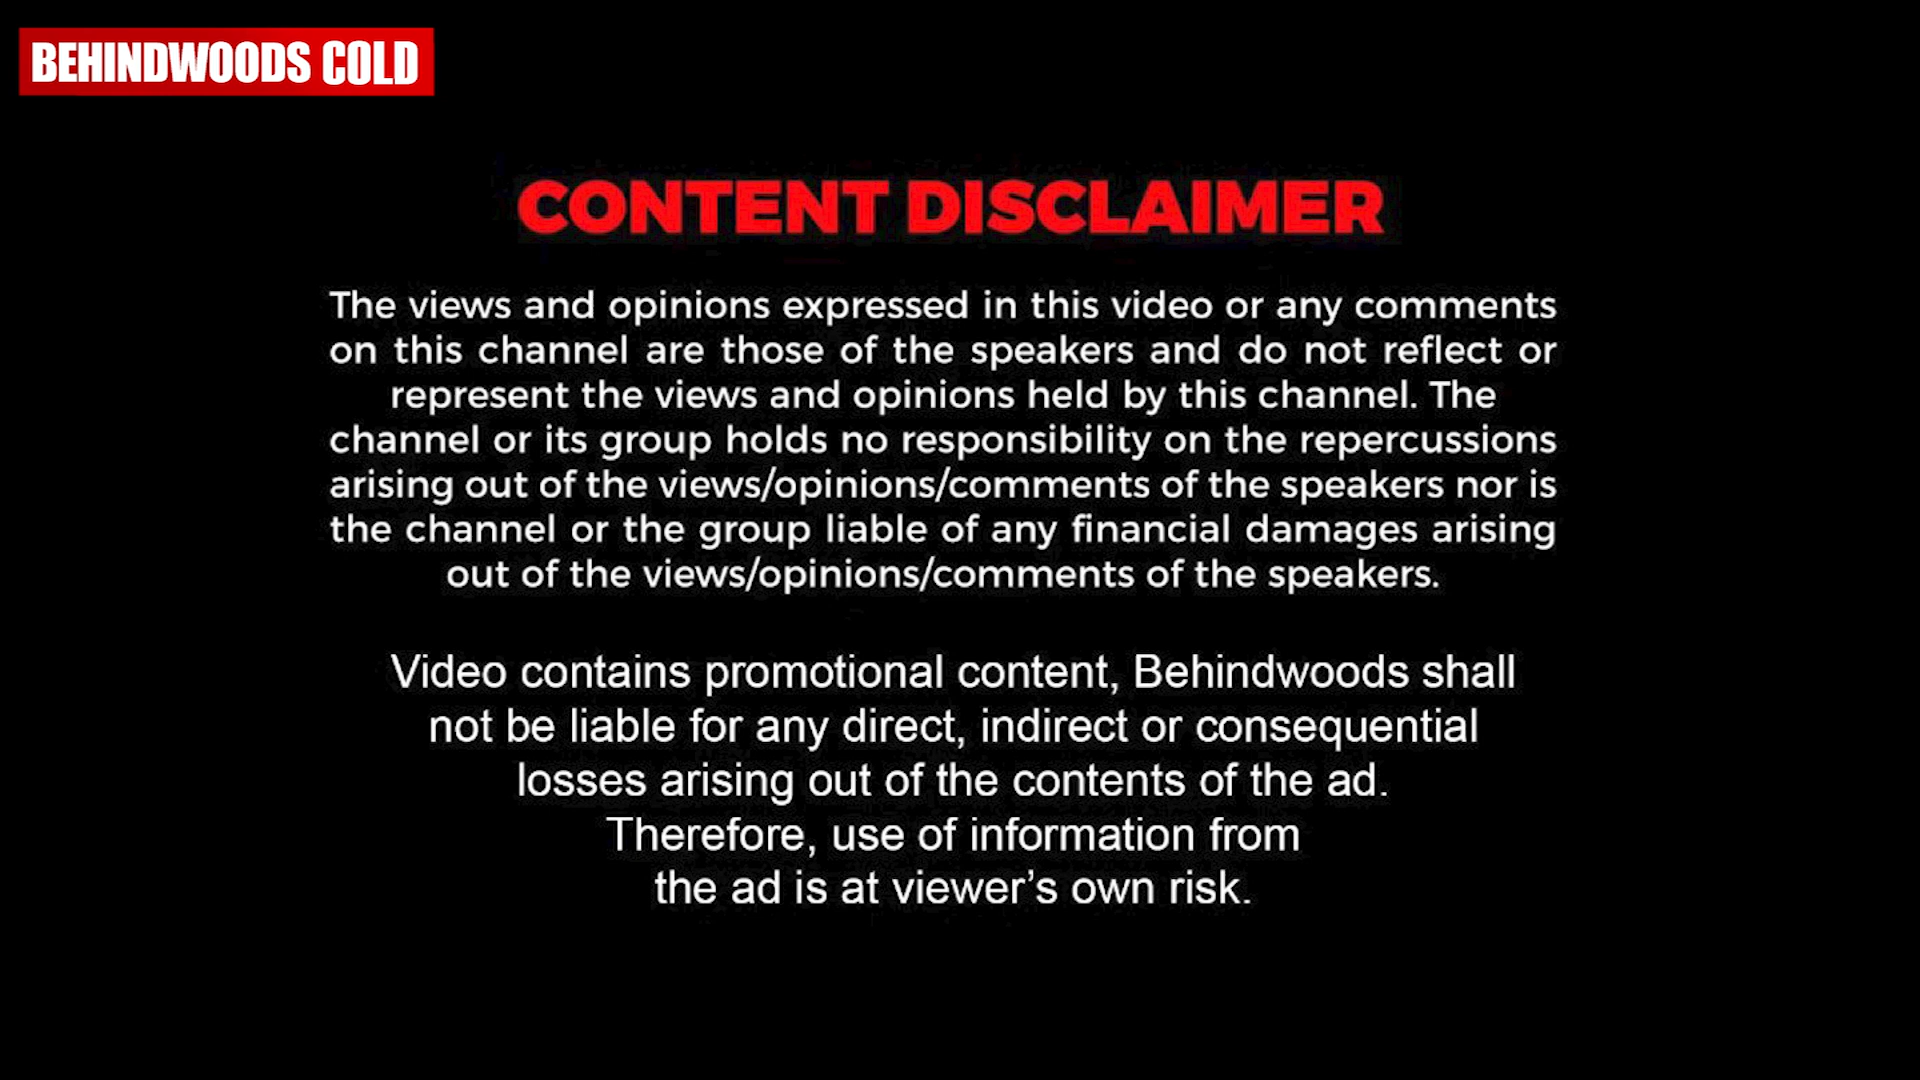 BEHINDWOODS COLD
CONTENT DISCLAIMER
The views and opinions expressed in this video or any comments
on this channel are those of the speakers and do not reflect or
represent the views and opinions held by this channel. The
channel or its group holds no responsibility on the repercussions
arising out of the views/opinions/comments of the speakers nor is
the channel or the group liable of any financial damages arising
out of the views/opinions/comments of the speakers.
Video contains promotional content, Behindwoods shall
not be liable for any direct, indirect or consequential
losses arising out of the contents of the ad.
Therefore, use of information from
the ad is at viewer’s own risk.